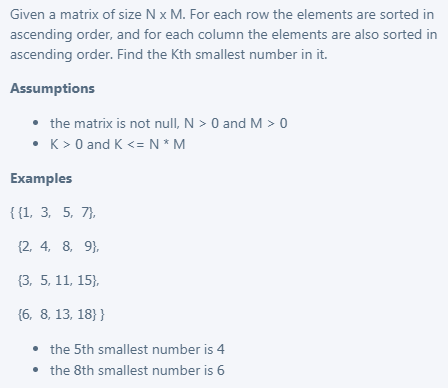 Given a matrix of size N x M. For each row the elements are sorted in
ascending order, and for each column the elements are also sorted in
ascending order. Find the Kth smallest number in it.
Assumptions
• the matrix is not null, N > 0 and M > 0
• K > 0 and K <= N * M
Examples
{ {1, 3, 5, 7},
{2, 4, 8, 9},
{3, 5, 11, 15},
{6, 8, 13, 18} }
• the 5th smallest number is 4
• the 8th smallest number is 6